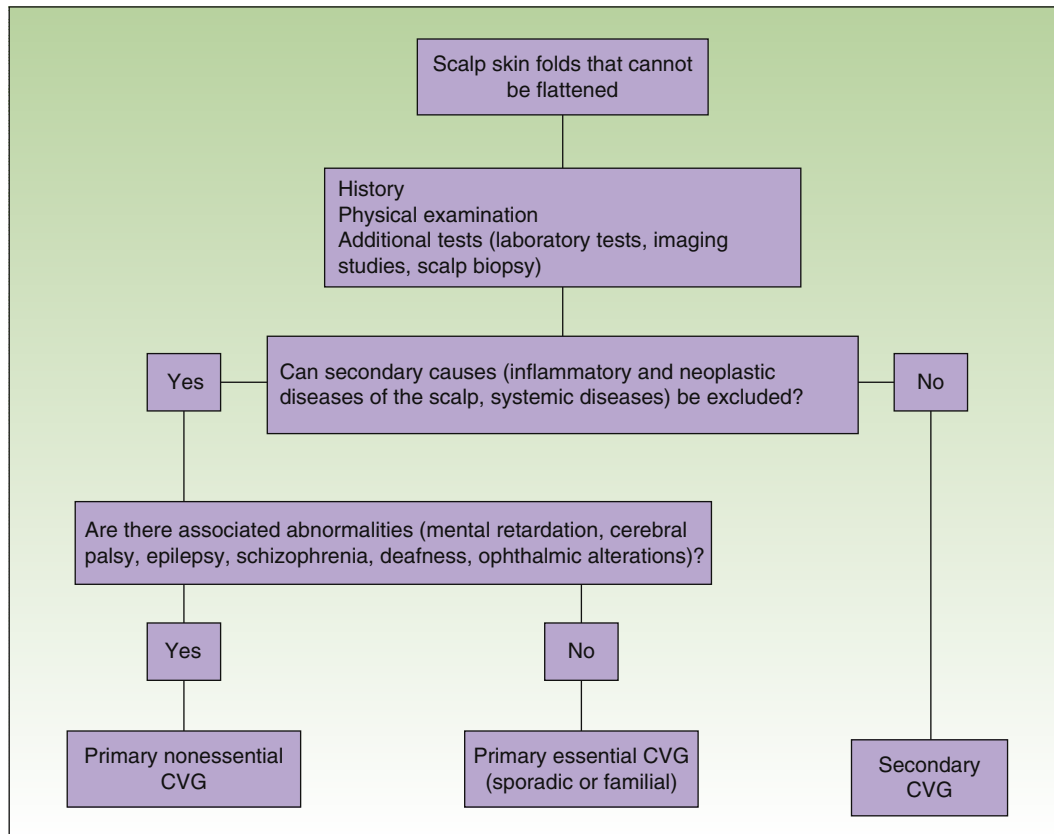 Scalp skin folds that cannot
be flattened
History
Physical examination
Additional tests (laboratory tests, imaging
studies, scalp biopsy)
Yes
Can secondary causes (inflammatory and neoplastic
diseases of the scalp, systemic diseases) be excluded?
No
Are there associated abnormalities (mental retardation, cerebral
palsy, epilepsy, schizophrenia, deafness, ophthalmic alterations)?
Yes
No
Primary nonessential
CVG
Primary essential CVG
(sporadic or familial)
Secondary
CVG